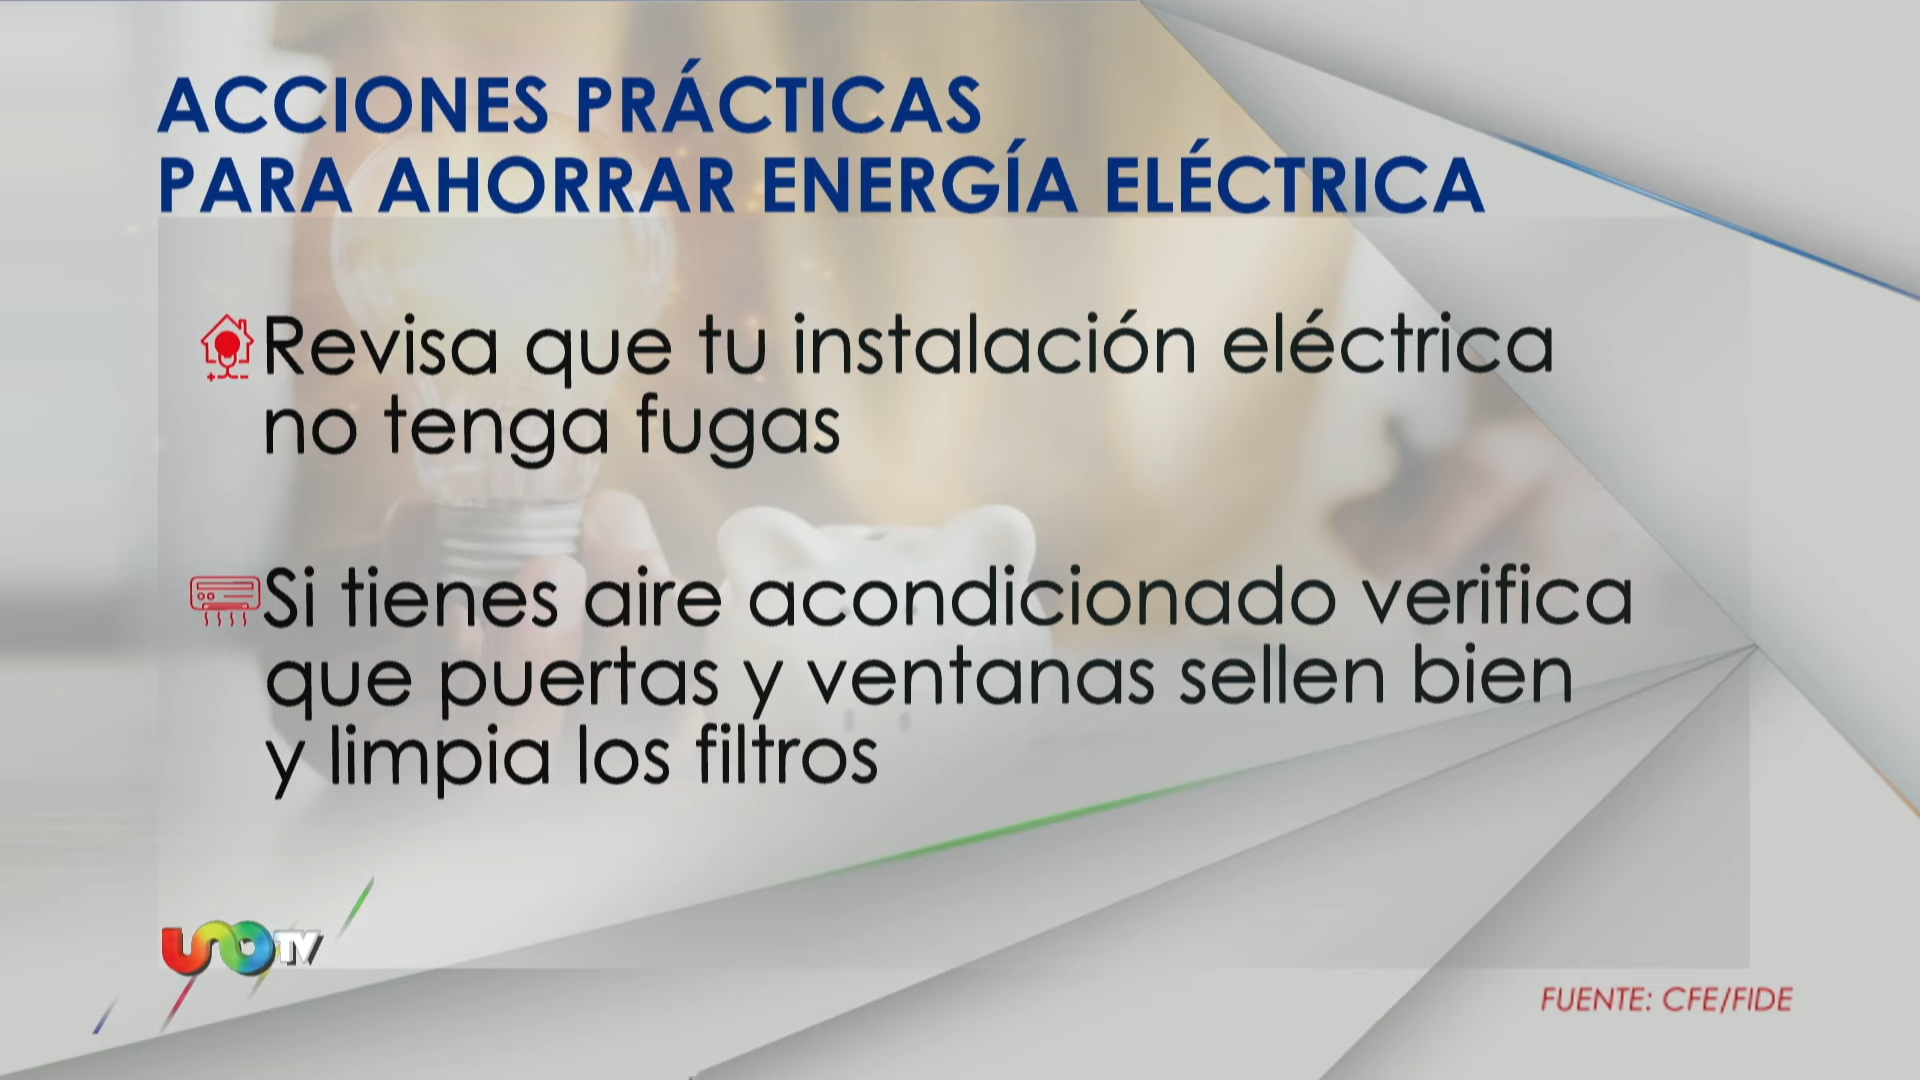 ACCIONES PRÁCTICAS
PARA AHORRAR ENERGÍA ELÉCTRICA
Revisa que tu instalación eléctrica
no tenga fugas
Si tienes aire acondicionado verifica
que puertas y ventanas sellen bien
y limpia los filtros
UNO TV
FUENTE: CFE/FIDE